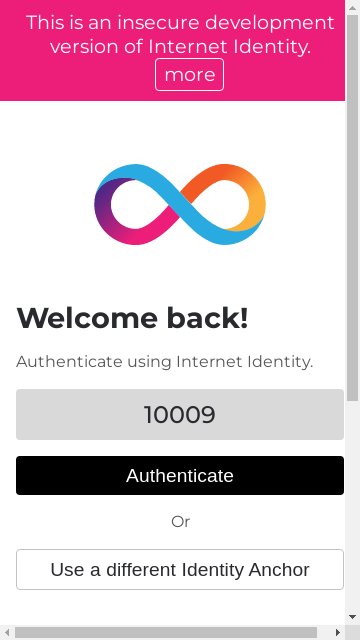 This is an insecure development
version of Internet Identity.
more
Welcome back!
Authenticate using Internet Identity.
10009
Authenticate
Or
Use a different Identity Anchor